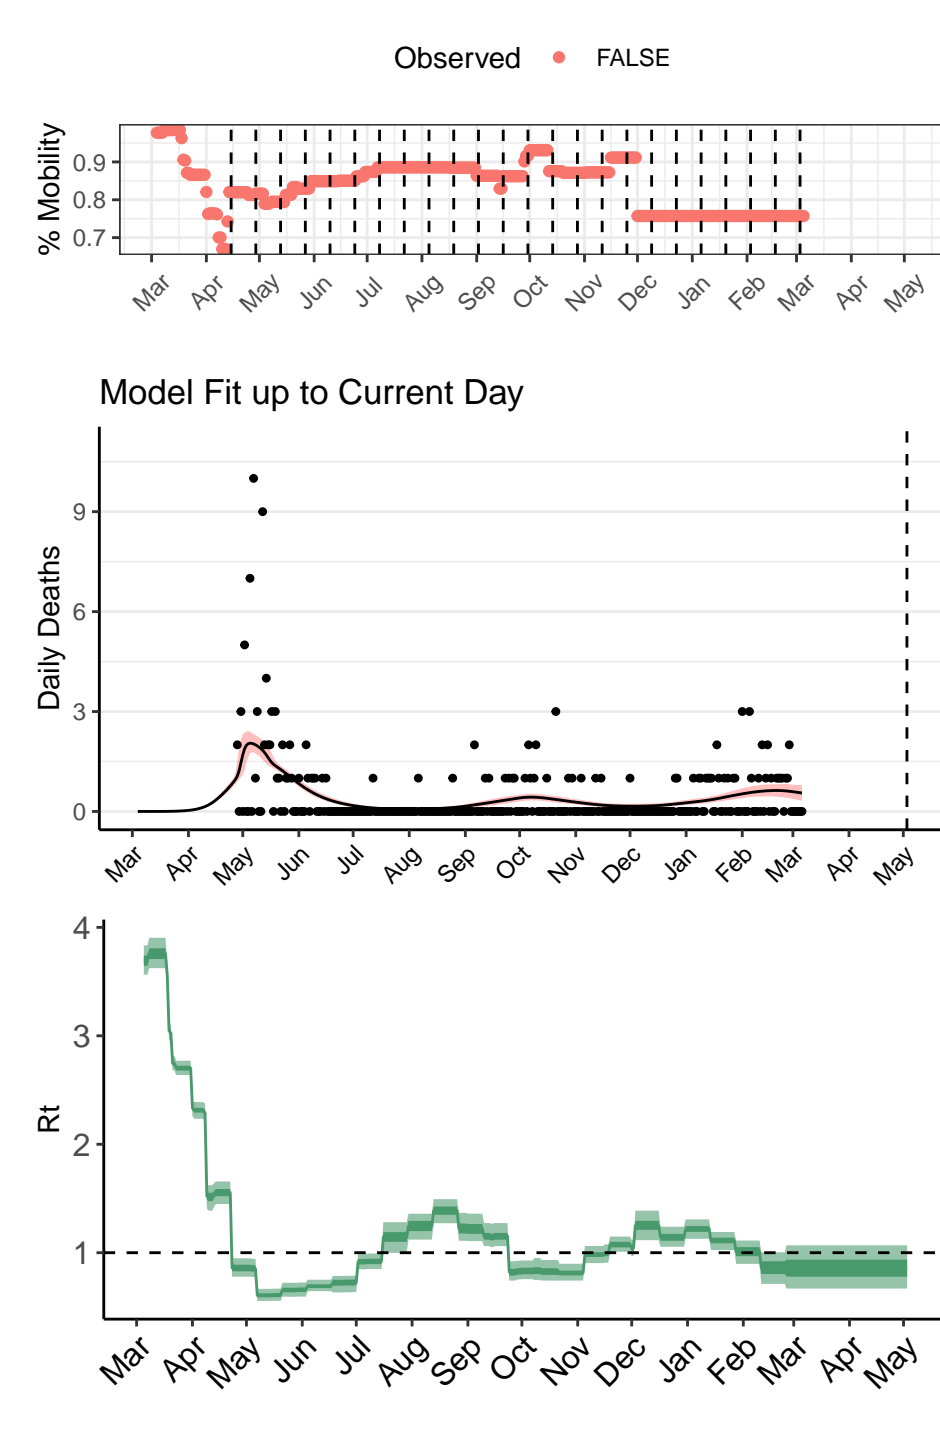 Observed FALSE
% Mobility
0.9
0.8
0.7
Mar Apr May Jun Jul Aug Sep Oct Nov Dec Jan Feb Mar Apr May
Model Fit up to Current Day
Daily Deaths
9
6
3
0
Mar Apr May Jun Jul Aug Sep Oct Nov Dec Jan Feb Mar Apr May
Rt
4
3
2
1
Mar Apr May Jun Jul Aug Sep Oct Nov Dec Jan Feb Mar Apr May